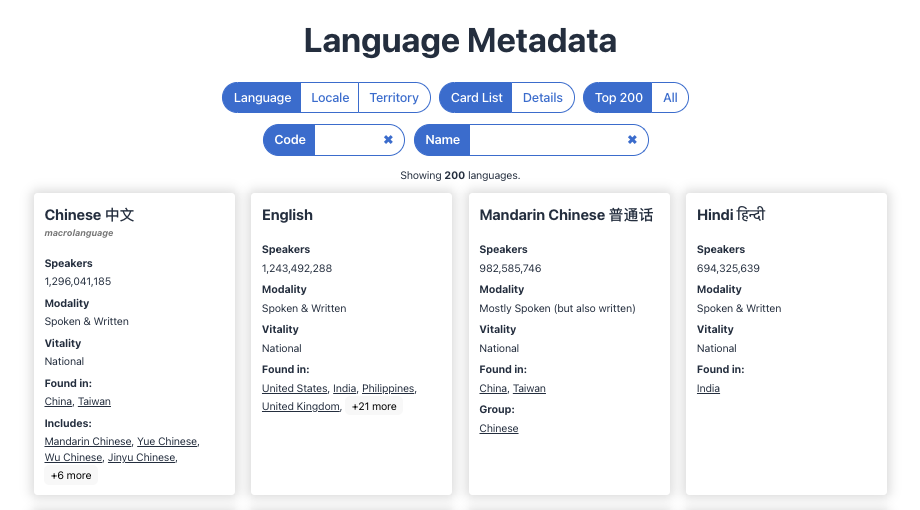 Language Metadata
Language Locale Territory Card List Details Top 200 All
Code ✖ Name ✖
Showing 200 languages.
Chinese 中文
macrolanguage
Speakers
1,296,041,185
Modality
Spoken & Written
Vitality
National
Found in:
China, Taiwan
Includes:
Mandarin Chinese, Yue Chinese,
Wu Chinese, Jinyu Chinese,
+6 more
English
Speakers
1,243,492,288
Modality
Spoken & Written
Vitality
National
Found in:
United States, India, Philippines,
United Kingdom, +21 more
Mandarin Chinese 普通话
Speakers
982,585,746
Modality
Mostly Spoken (but also written)
Vitality
National
Found in:
China, Taiwan
Group:
Chinese
Hindi हिन्दी
Speakers
694,325,639
Modality
Spoken & Written
Vitality
National
Found in:
India